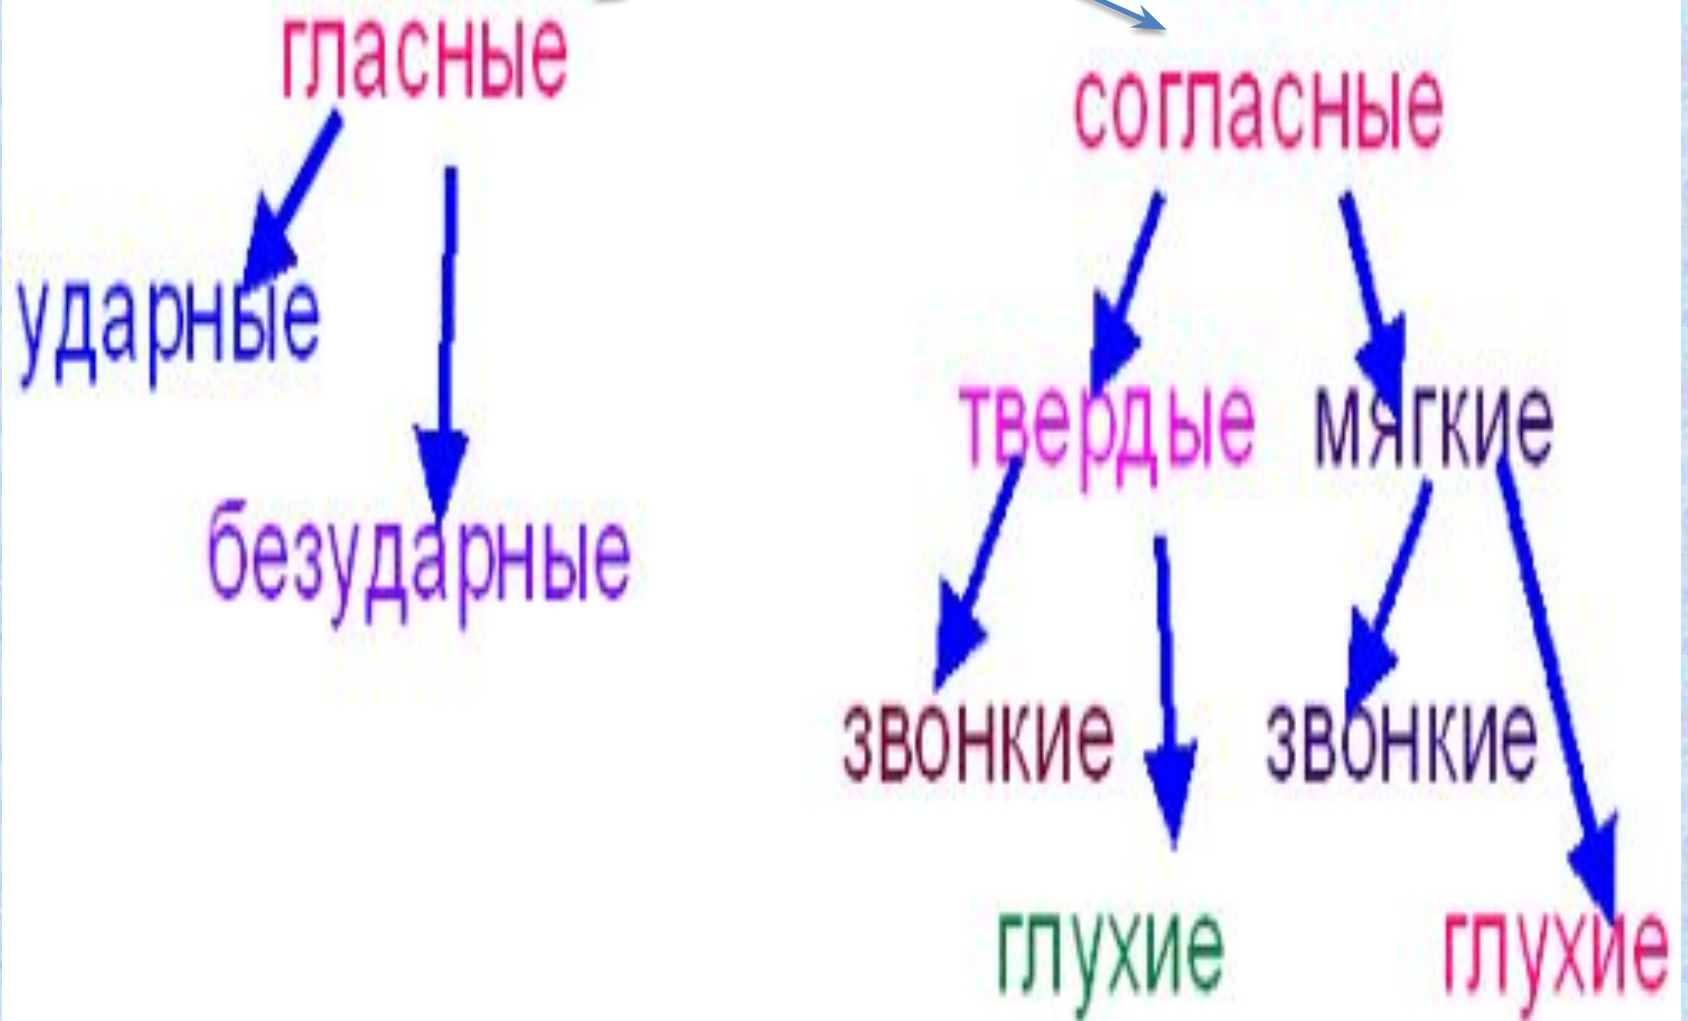 гласные
согласные
ударные
твердые мягкие
безударные
звонкие звонкие
глухие глухие